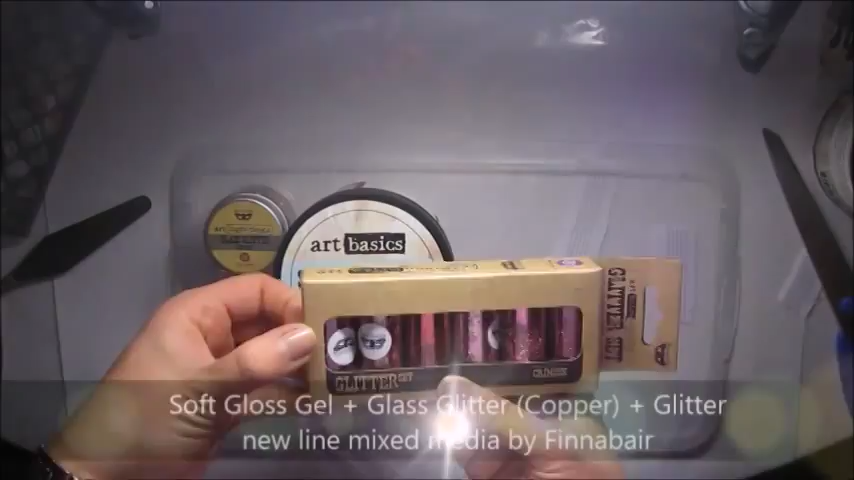 art basics
GLITTER SET
GLITTER SET
Soft Gloss Gel + Glass Glitter (Copper) + Glitter
new line mixed media by Finnabair